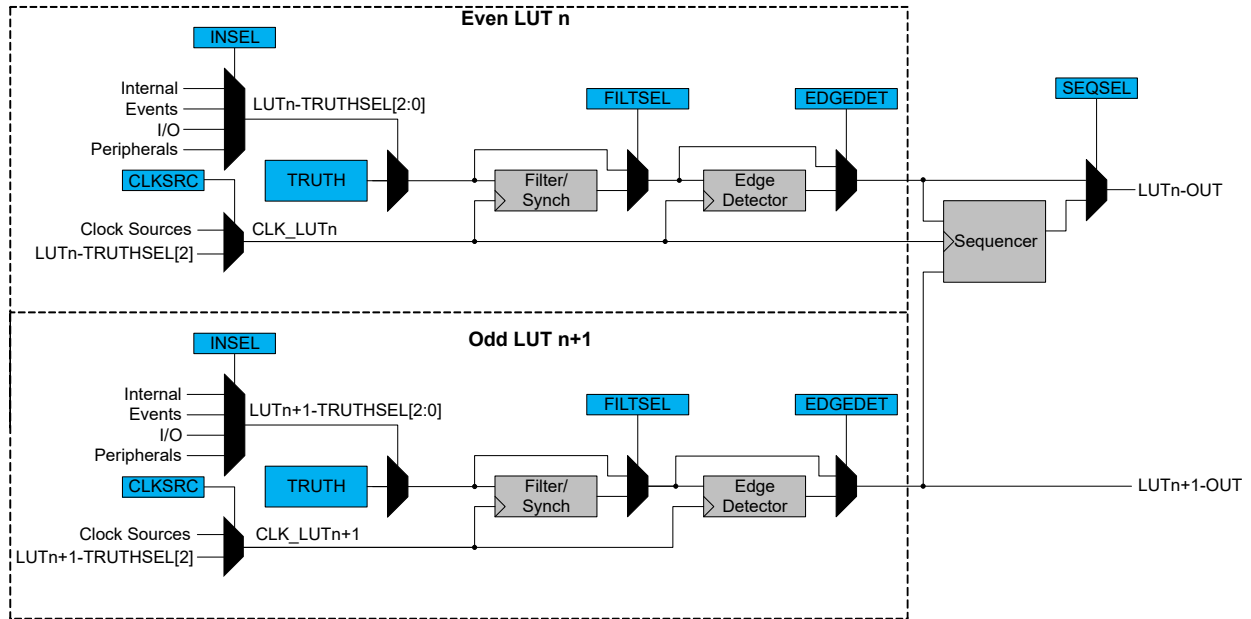 Even LUT n
INSEL
Internal
Events
I/O
Peripherals
LUTn-TRUTHSEL[2:0]
FILTSEL
EDGEDET
SEQSEL
CLKSRC
TRUTH
Filter/
Synch
Edge
Detector
LUTn-OUT
Clock Sources
LUTn-TRUTHSEL[2]
CLK_LUTn
Sequencer
Odd LUT n+1
INSEL
Internal
Events
I/O
Peripherals
LUTn+1-TRUTHSEL[2:0]
FILTSEL
EDGEDET
CLKSRC
TRUTH
Filter/
Synch
Edge
Detector
LUTn+1-OUT
Clock Sources
LUTn+1-TRUTHSEL[2]
CLK_LUTn+1